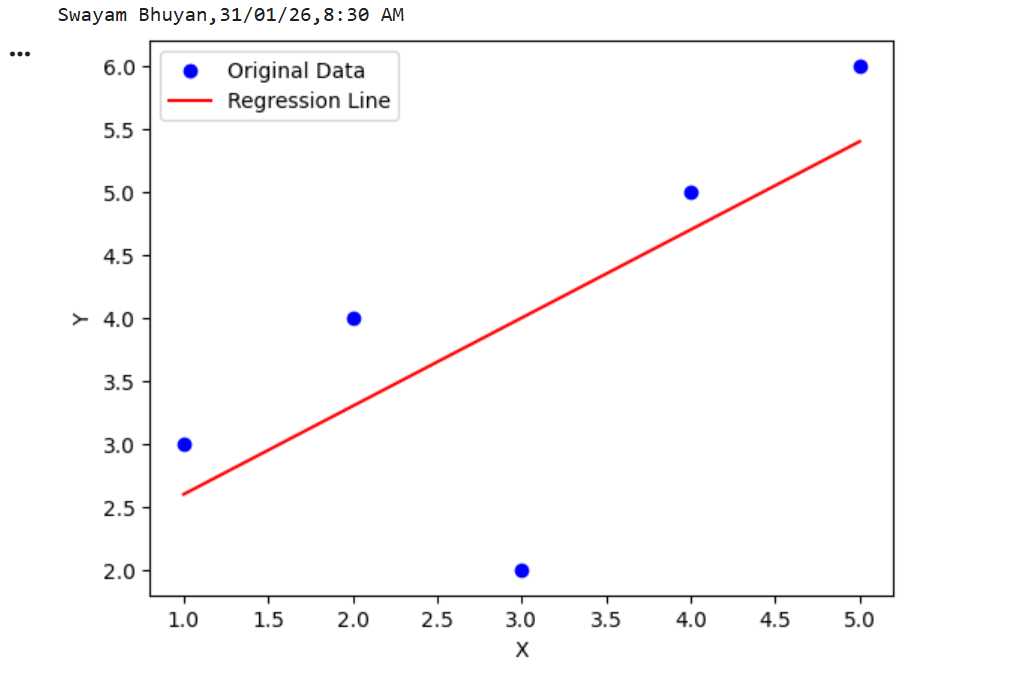 Swayam Bhuyan,31/01/26,8:30 AM
Original Data
Regression Line
6.0
5.5
5.0
4.5
4.0
3.5
3.0
2.5
2.0
Y
1.0 1.5 2.0 2.5 3.0 3.5 4.0 4.5 5.0
X